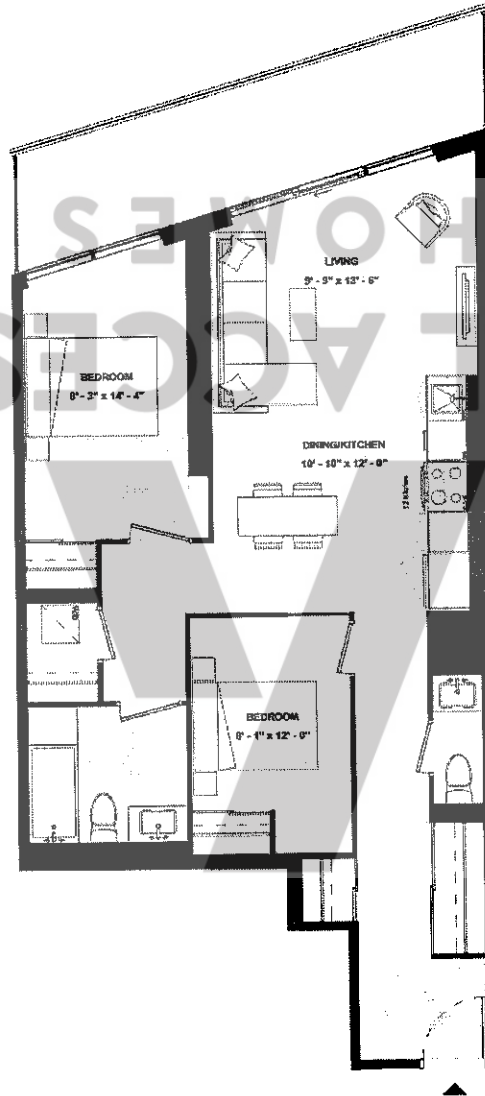 HOMES
LIVING
9' - 9" x 13' - 6"
BEDROOM
8' - 3" x 14' - 4"
DINING/KITCHEN
10' - 10" x 12' - 0"
BEDROOM
8' - 1" x 12' - 0"